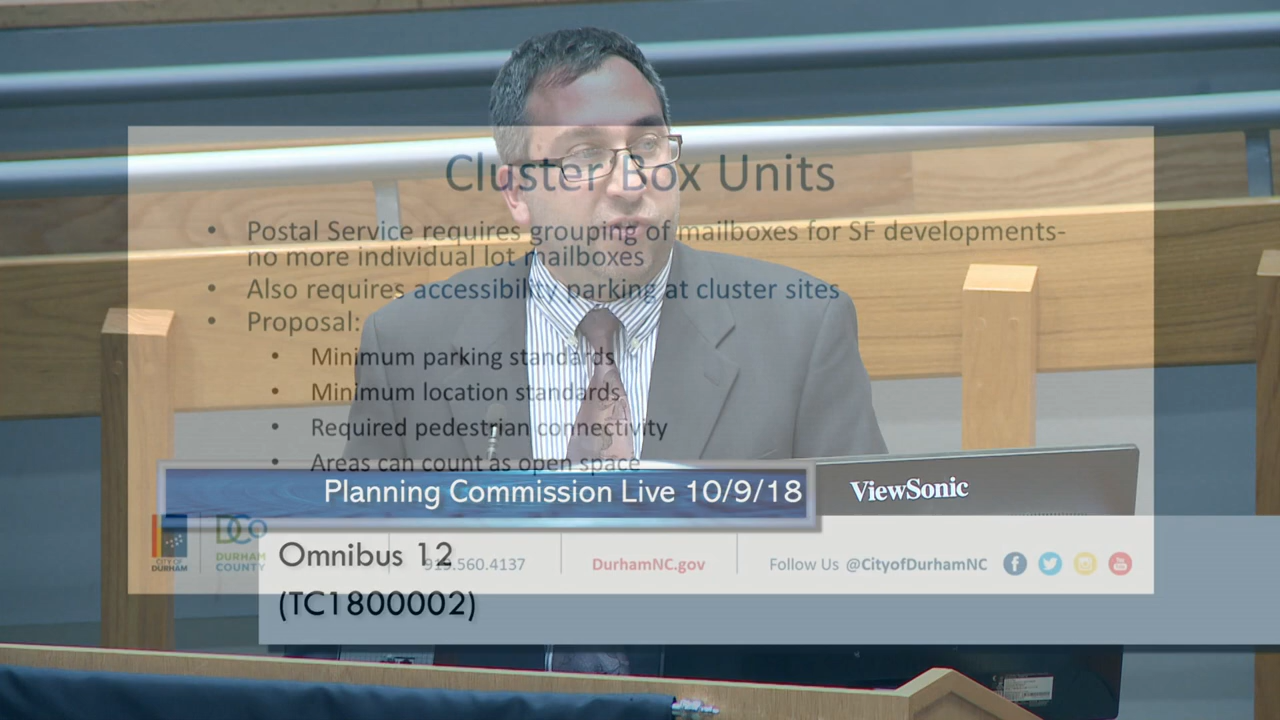 Cluster Box Units
• Postal Service requires grouping of mailboxes for SF developments-
no more individual lot mailboxes
• Also requires accessibility parking at cluster sites
• Proposal:
• Minimum parking standards
• Minimum location standards
• Required pedestrian connectivity
• Areas can count as open space
Planning Commission Live 10/9/18
ViewSonic
CITY OF
DURHAM
DCo
DURHAM
COUNTY
Omnibus 12
.560.4137
DurhamNC.gov
Follow Us @CityofDurhamNC
(TC1800002)